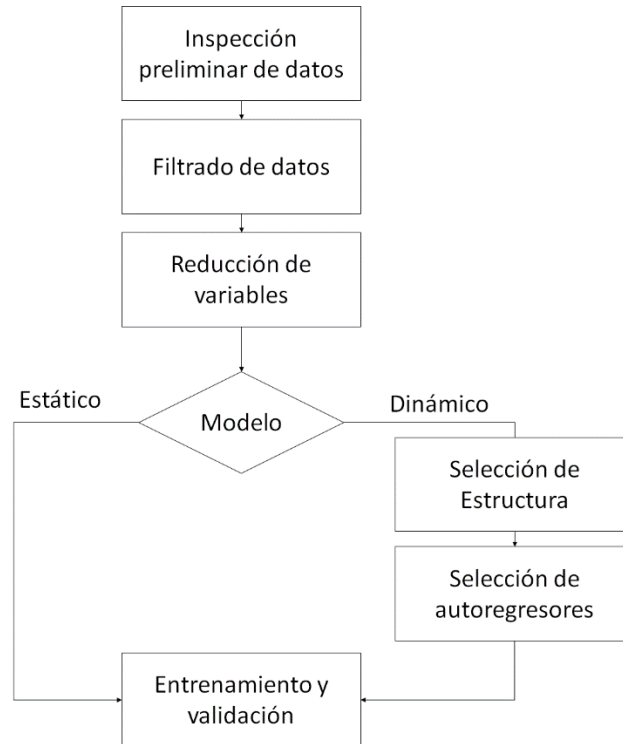 Inspección
preliminar de datos
Filtrado de datos
Reducción de
variables
Estático
Modelo
Dinámico
Selección de
Estructura
Selección de
autoregresores
Entrenamiento y
validación